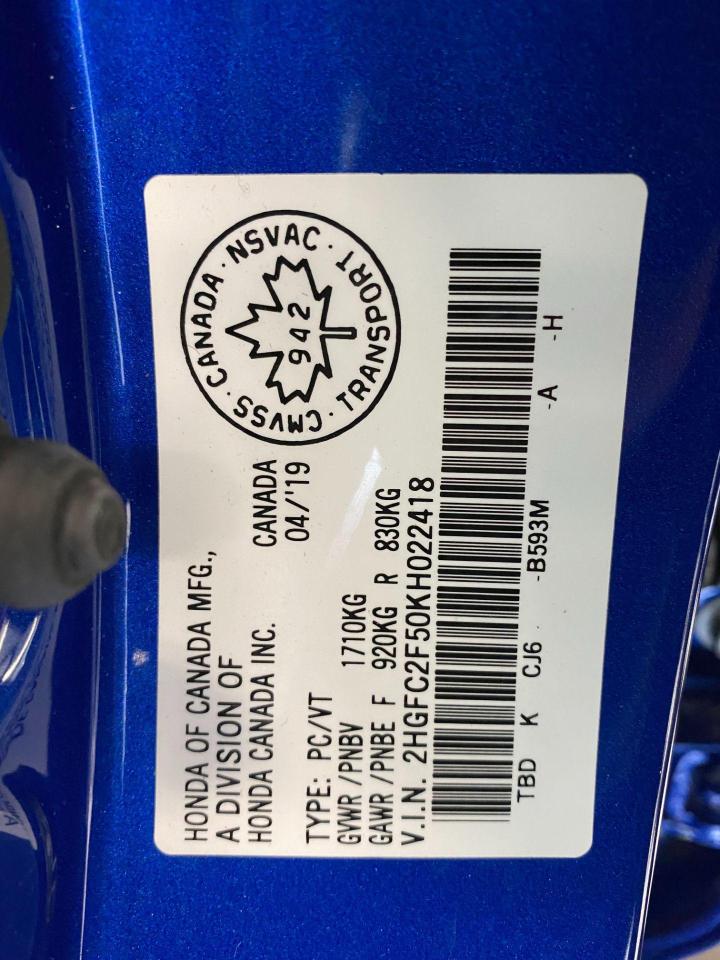 HONDA OF CANADA MFG.,
A DIVISION OF
HONDA CANADA INC.
CANADA
04/'19
TYPE: PC/VT
GVWR/PNBV 1710KG
GAWR/PNBE F 920KG R 830KG
V.I.N. 2HGFC2F50KH022418
TBD K CJ6 -B593M -A -H
CANADA · NSVAC · TRANSPORT · CMVSS ·
942